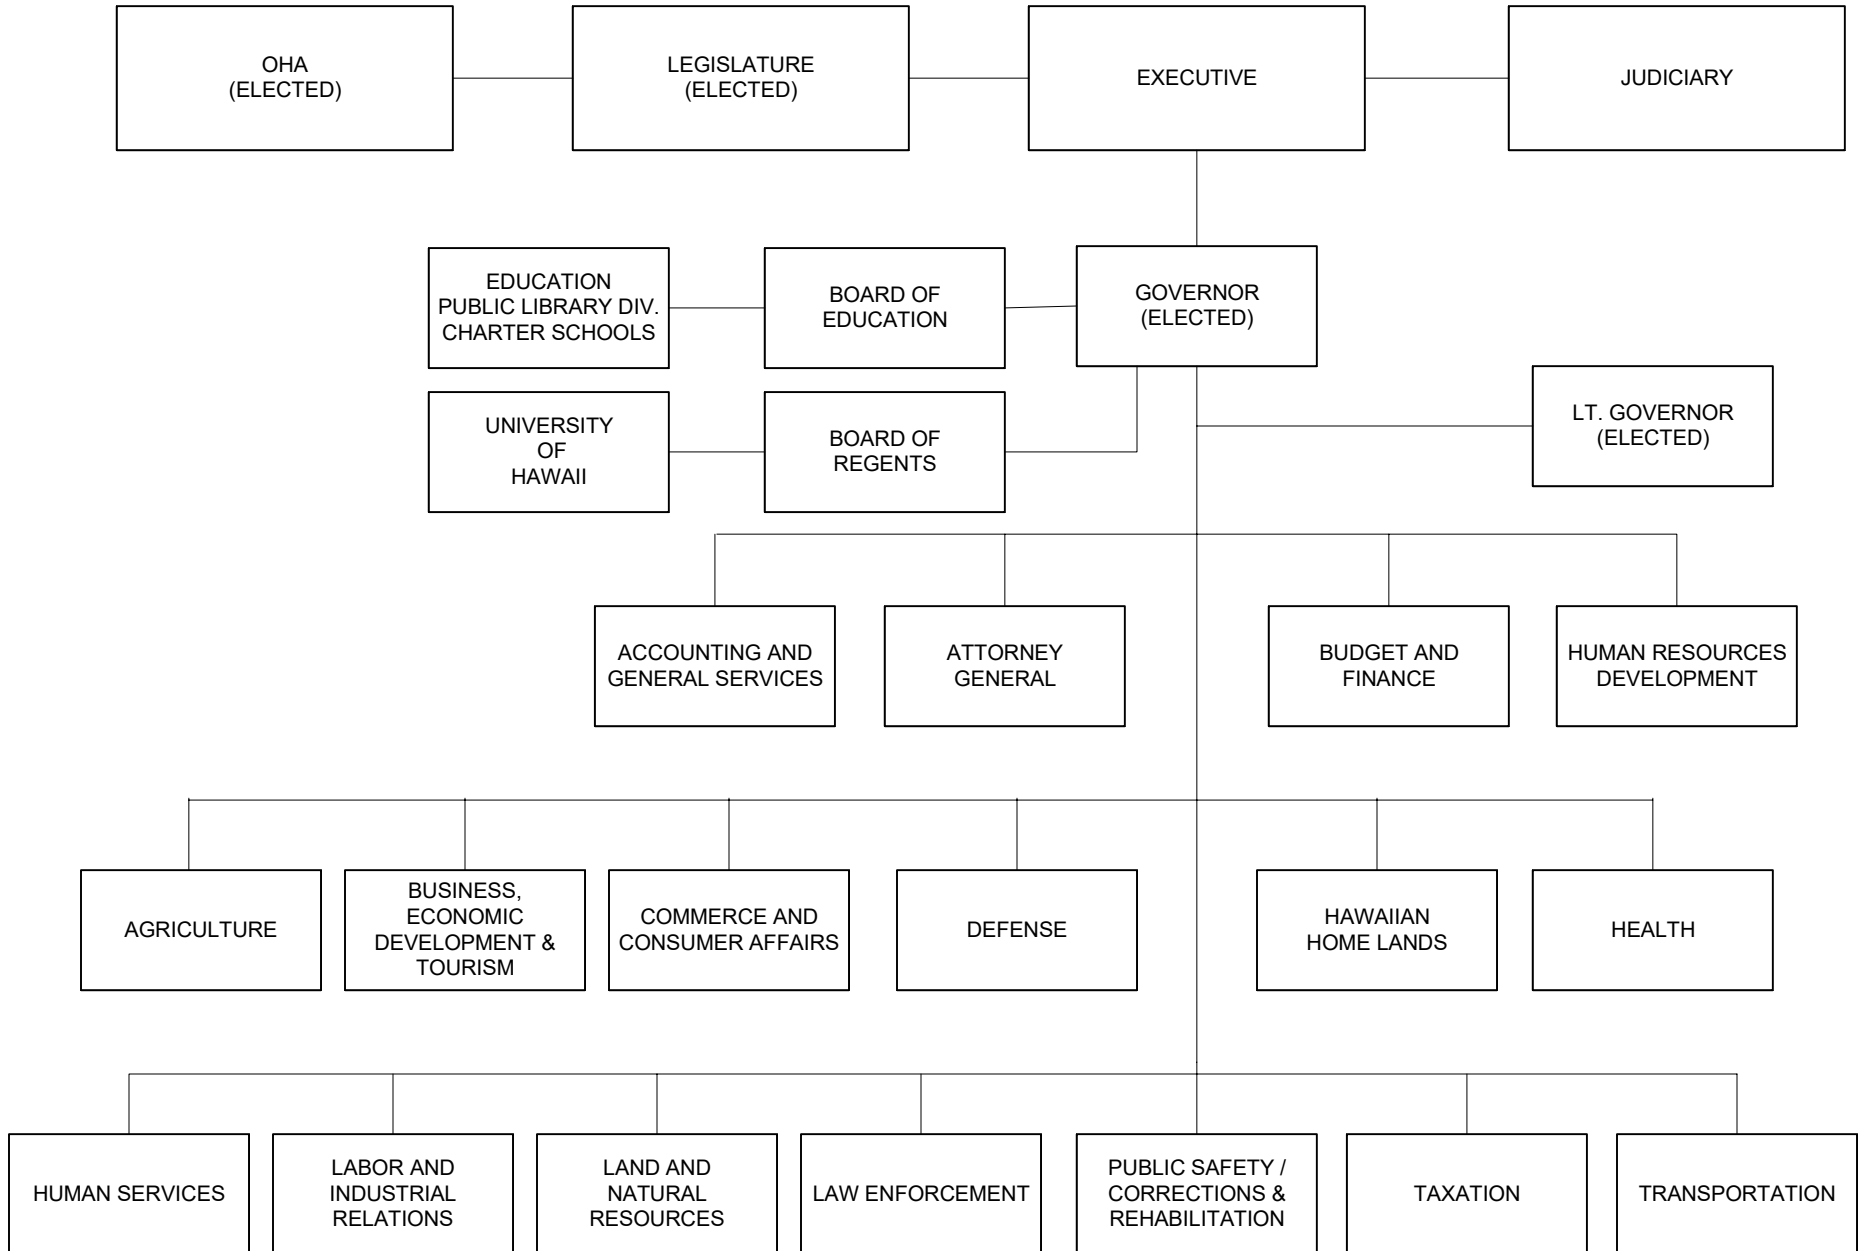 OHA
(ELECTED)
LEGISLATURE
(ELECTED)
EXECUTIVE
JUDICIARY
EDUCATION
PUBLIC LIBRARY DIV.
CHARTER SCHOOLS
BOARD OF
EDUCATION
GOVERNOR
(ELECTED)
UNIVERSITY
OF
HAWAII
BOARD OF
REGENTS
LT. GOVERNOR
(ELECTED)
ACCOUNTING AND
GENERAL SERVICES
ATTORNEY
GENERAL
BUDGET AND
FINANCE
HUMAN RESOURCES
DEVELOPMENT
AGRICULTURE
BUSINESS,
ECONOMIC
DEVELOPMENT &
TOURISM
COMMERCE AND
CONSUMER AFFAIRS
DEFENSE
HAWAIIAN
HOME LANDS
HEALTH
HUMAN SERVICES
LABOR AND
INDUSTRIAL
RELATIONS
LAND AND
NATURAL
RESOURCES
LAW ENFORCEMENT
PUBLIC SAFETY /
CORRECTIONS &
REHABILITATION
TAXATION
TRANSPORTATION